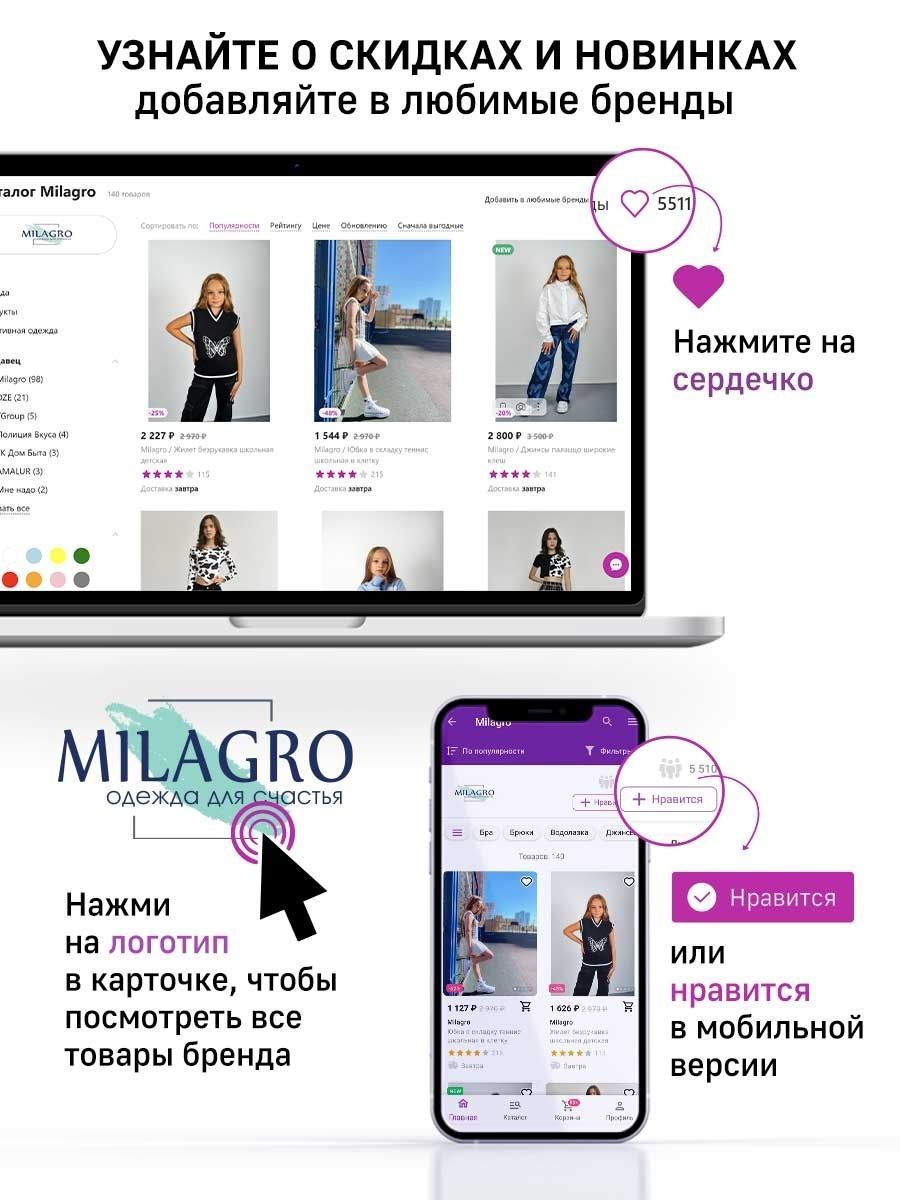 УЗНАЙТЕ О СКИДКАХ И НОВИНКАХ
добавляйте в любимые бренды
талог Milagro 140 товаров
Добавить в любимые бренды
5511
MILAGRO
Сортировать по: Популярности Рейтингу Цене Обновлению Сначала выгодные
NEW
да
укты
тивная одежда
авец
Milagro (98)
OZE (21)
Group (5)
Полиция Вкуса (4)
К Дом Быта (3)
AMALUR (3)
Мне надо (2)
ать все
-25%
-48%
-20%
2 227 ₽ 2 970 ₽
Milagro / Жилет безрукавка школьная
детская
115
Доставка завтра
1 544 ₽ 2 970 ₽
Milagro / Юбка в складку теннис
школьная в клетку
215
Доставка завтра
2 800 ₽ 3 500 ₽
Milagro / Джинсы палаццо широкие
клеш
141
Доставка завтра
Нажмите на
сердечко
MILAGRO
одежда для счастья
Нажми
на логотип
в карточке, чтобы
посмотреть все
товары бренда
Milagro
По популярности Фильтры
MILAGRO
5 510
+ Нрави
+ Нравится
Бра Брюки Водолазка Джинсы
Товаров: 140
1 127 ₽ 2 970 ₽
Milagro
Юбка в складку теннис
школьная в клетку
215
Завтра
1 626 ₽ 2 970 ₽
Milagro
Жилет безрукавка
школьная детская
Завтра
NEW
Главная Каталог Корзина Профиль
Нравится
или
нравится
в мобильной
версии